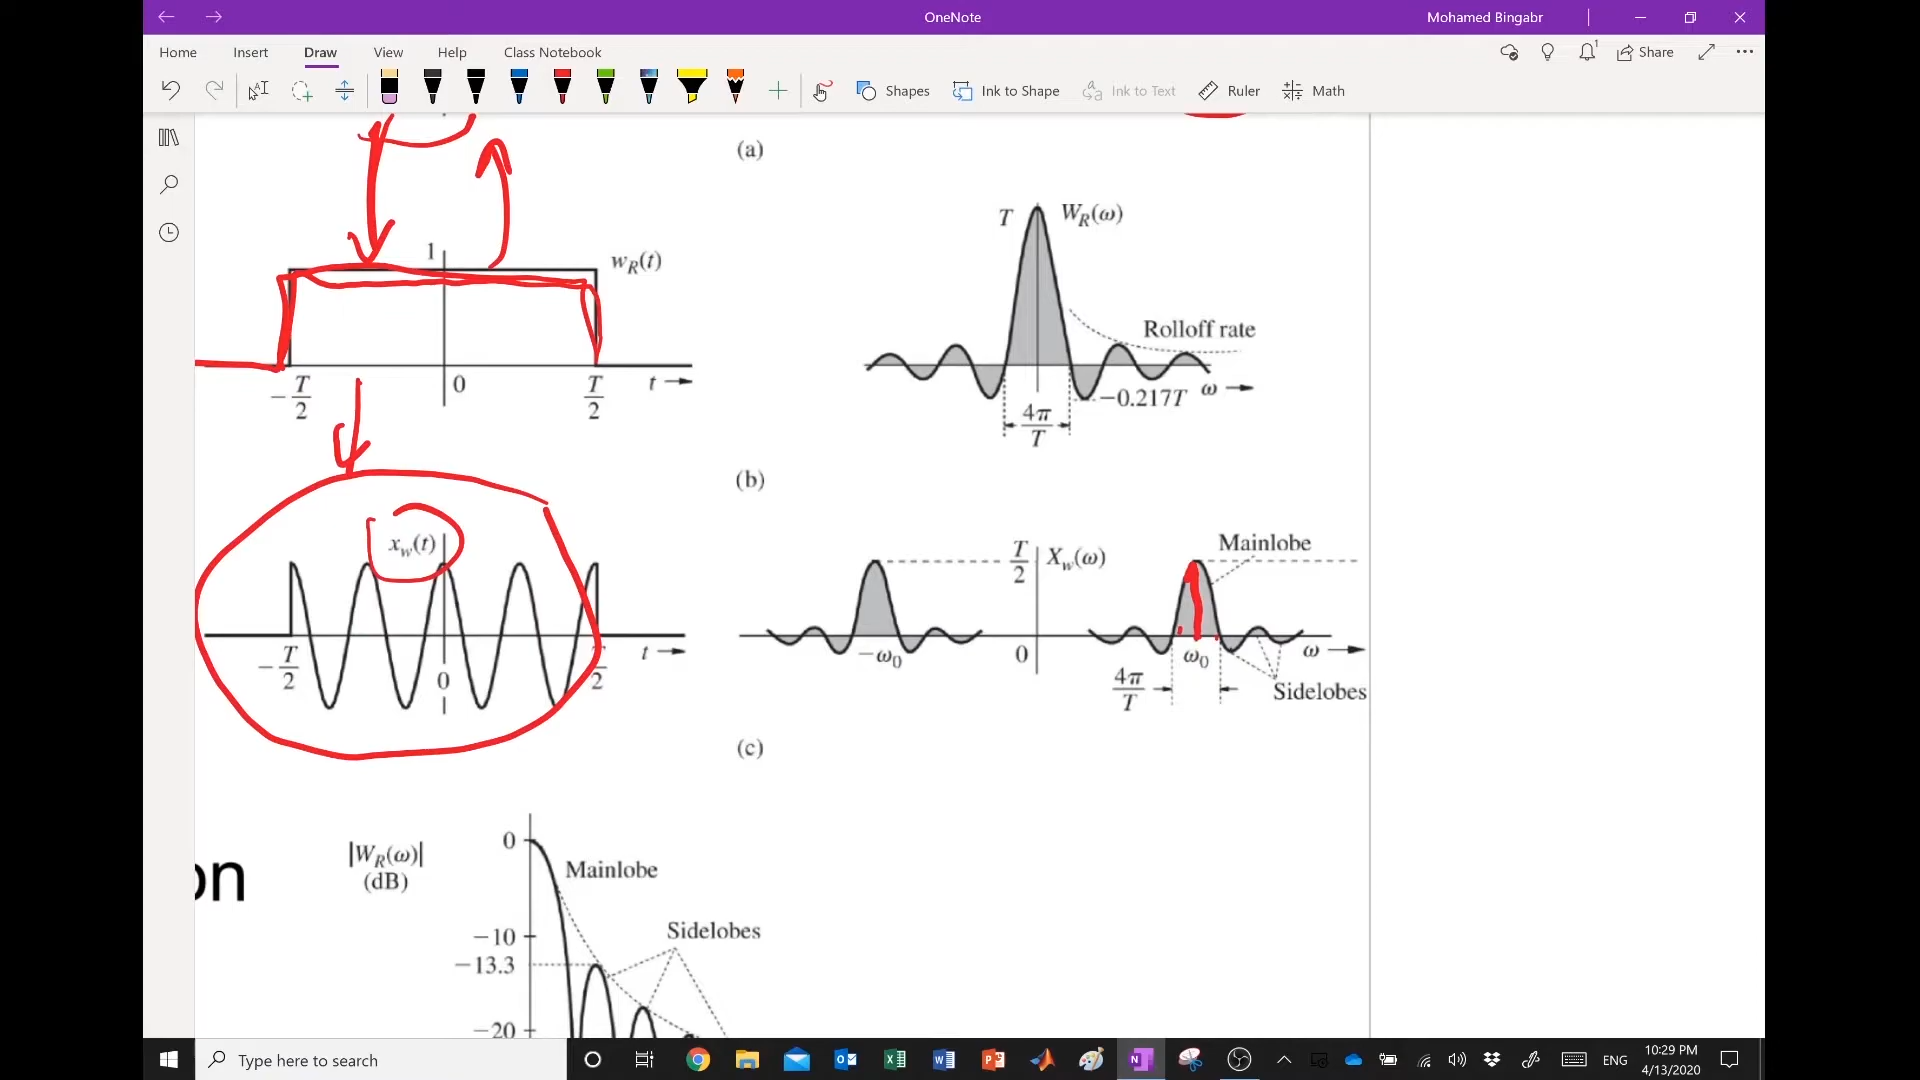 OneNote
Mohamed Bingabr
Home Insert Draw View Help Class Notebook
1 Share
Shapes Ink to Shape Ink to Text Ruler Math
(a)
T W_R(ω)
1 w_R(t)
Rolloff rate
−T/2 0 T/2 t
−0.217T ω
4π/T
(b)
x_w(t)
T/2 X_w(ω) Mainlobe
−T/2 0 2 t
−ω₀ 0 ω₀ ω
4π/T Sidelobes
(c)
on
|W_R(ω)|
(dB)
0
Mainlobe
Sidelobes
−10
−13.3
−20
Type here to search
ENG
10:29 PM
4/13/2020